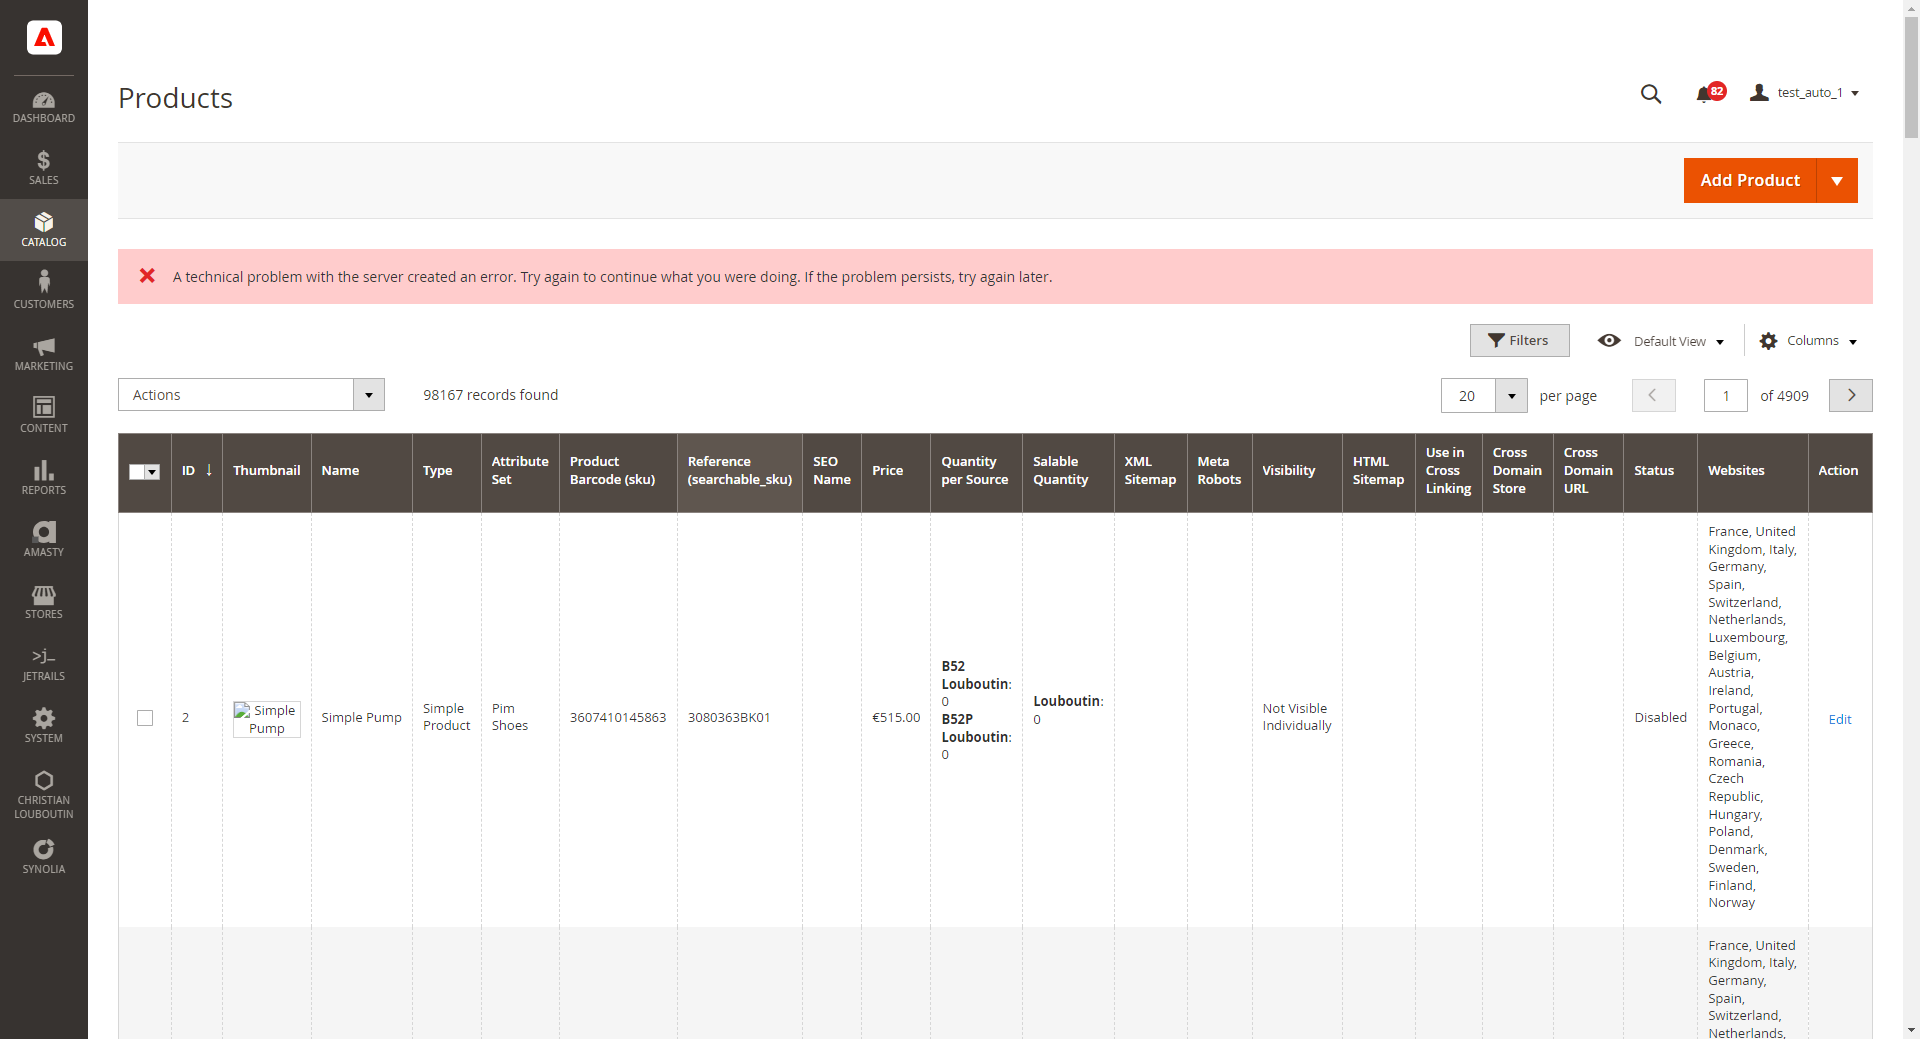 Products
82
test_auto_1
DASHBOARD
SALES
CATALOG
CUSTOMERS
MARKETING
CONTENT
REPORTS
AMASTY
STORES
>j_
JETRAILS
SYSTEM
CHRISTIAN
LOUBOUTIN
SYNOLIA
Add Product
A technical problem with the server created an error. Try again to continue what you were doing. If the problem persists, try again later.
Filters
Default View
Columns
Actions
98167 records found
20
per page
1
of 4909
ID ↓
Thumbnail
Name
Type
Attribute
Set
Product
Barcode (sku)
Reference
(searchable_sku)
SEO
Name
Price
Quantity
per Source
Salable
Quantity
XML
Sitemap
Meta
Robots
Visibility
HTML
Sitemap
Use in
Cross
Linking
Cross
Domain
Store
Cross
Domain
URL
Status
Websites
Action
2
Simple
Pump
Simple Pump
Simple
Product
Pim
Shoes
3607410145863
3080363BK01
€515.00
B52
Louboutin:
0
B52P
Louboutin:
0
Louboutin:
0
Not Visible
Individually
Disabled
France, United
Kingdom, Italy,
Germany,
Spain,
Switzerland,
Netherlands,
Luxembourg,
Belgium,
Austria,
Ireland,
Portugal,
Monaco,
Greece,
Romania,
Czech
Republic,
Hungary,
Poland,
Denmark,
Sweden,
Finland,
Norway
Edit
France, United
Kingdom, Italy,
Germany,
Spain,
Switzerland,
Netherlands,